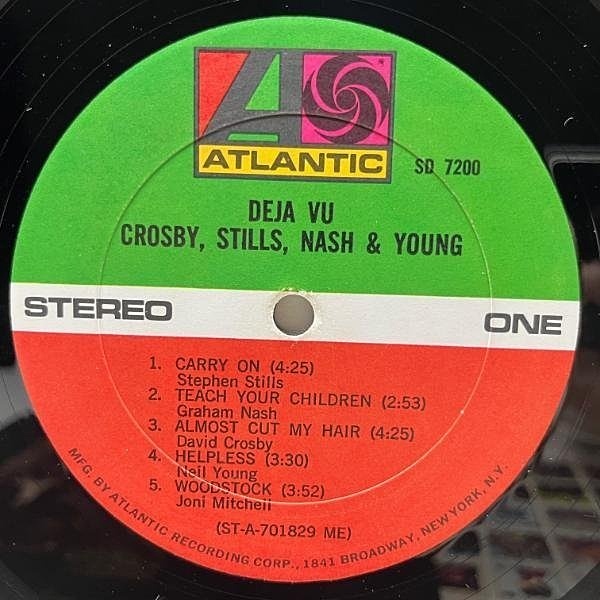 ATLANTIC
SD 7200
DEJA VU
CROSBY, STILLS, NASH & YOUNG
STEREO ONE
1. CARRY ON (4:25)
Stephen Stills
2. TEACH YOUR CHILDREN (2:53)
Graham Nash
3. ALMOST CUT MY HAIR (4:25)
David Crosby
4. HELPLESS (3:30)
Neil Young
5. WOODSTOCK (3:52)
Joni Mitchell
(ST-A-701829 ME)
MFG. BY ATLANTIC RECORDING CORP., 1841 BROADWAY, NEW YORK, N.Y.